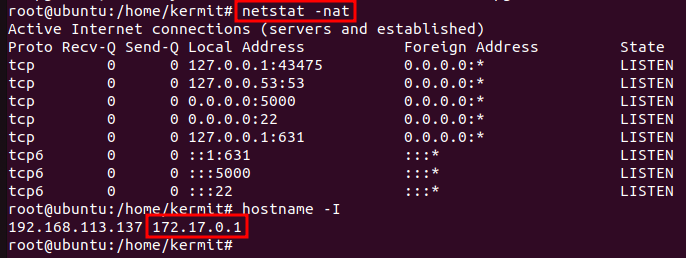 root@ubuntu:/home/kermit# netstat -nat
Active Internet connections (servers and established)
Proto Recv-Q Send-Q Local Address           Foreign Address         State
tcp        0      0 127.0.0.1:43475         0.0.0.0:*               LISTEN
tcp        0      0 127.0.0.53:53           0.0.0.0:*               LISTEN
tcp        0      0 0.0.0.0:5000            0.0.0.0:*               LISTEN
tcp        0      0 0.0.0.0:22              0.0.0.0:*               LISTEN
tcp        0      0 127.0.0.1:631           0.0.0.0:*               LISTEN
tcp6       0      0 ::1:631                 :::*                    LISTEN
tcp6       0      0 :::5000                 :::*                    LISTEN
tcp6       0      0 :::22                   :::*                    LISTEN
root@ubuntu:/home/kermit# hostname -I
192.168.113.137 172.17.0.1
root@ubuntu:/home/kermit#